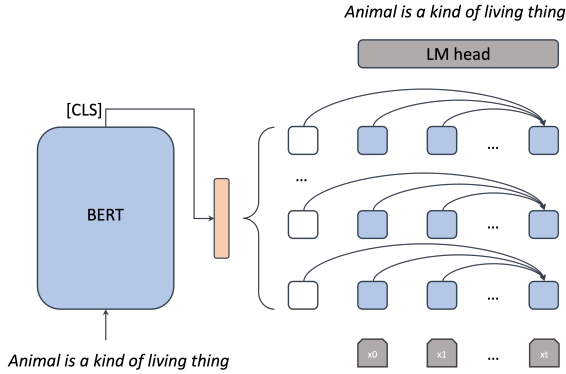 Animal is a kind of living thing
LM head
[CLS]
BERT
...
...
...
...
x0 x1 ... xt
Animal is a kind of living thing